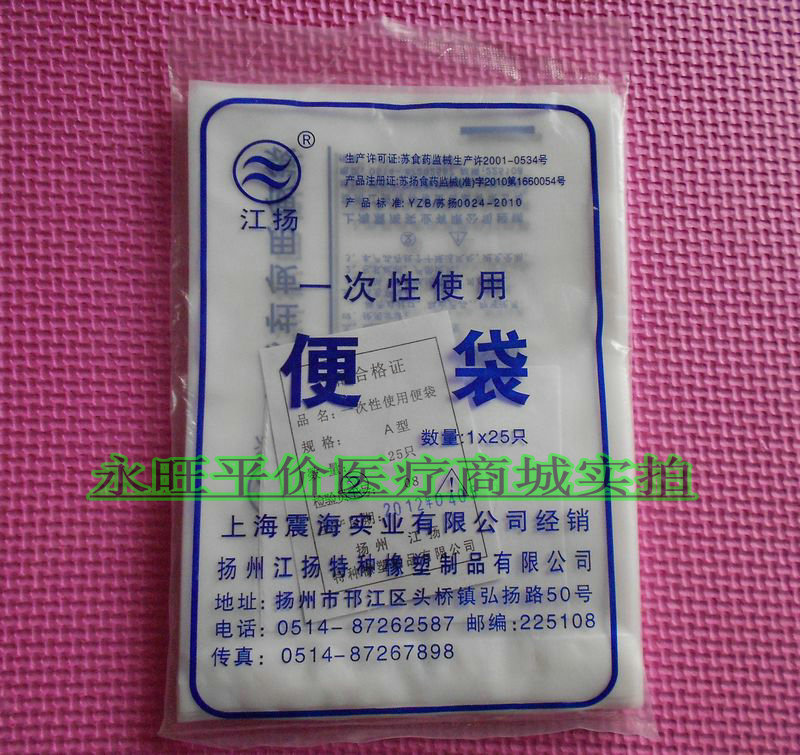 ®
江扬
生产许可证:苏食药监械生产许2001-0534号
产品注册证:苏扬食药监械(准)字2010第1660054号
产品标准:YZB/苏扬0024-2010
一次性使用
便 袋
合格证
品名:一次性使用便袋
规格: A型
25只
数量:1×25只
08
永旺平价医疗商城实拍
上海震海实业有限公司经销
扬州 江扬
扬州江扬特种橡塑制品有限公司
地址:扬州市邗江区头桥镇弘扬路50号
电话:0514-87262587 邮编:225108
传真:0514-87267898